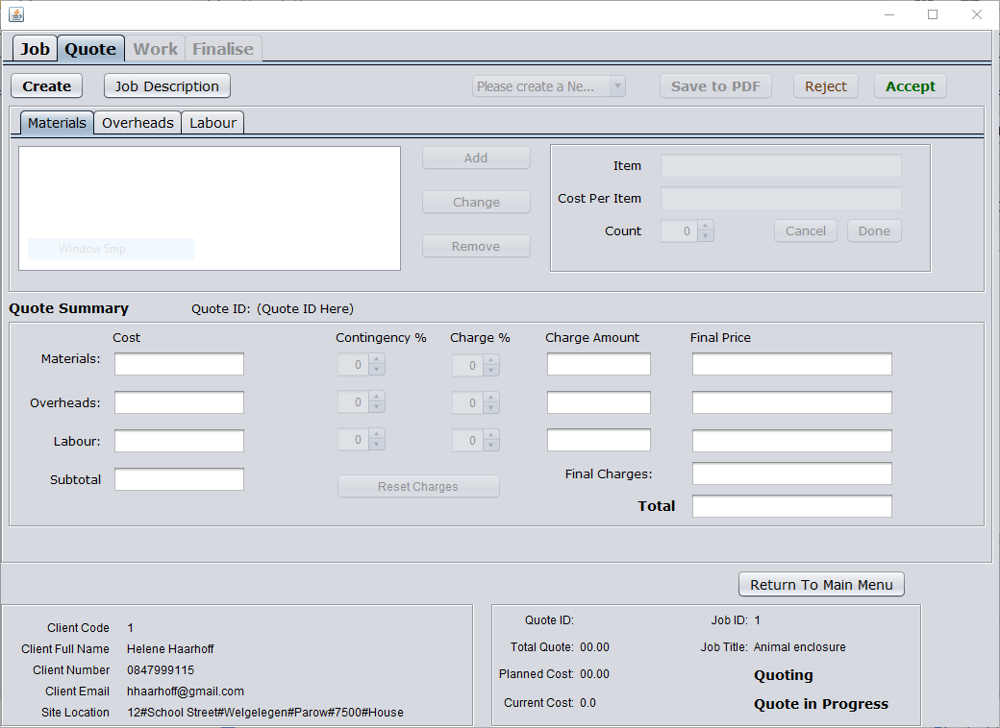 Job Quote Work Finalise
Create Job Description Please create a Ne... Save to PDF Reject Accept
Materials Overheads Labour
Add
Change
Remove
Window Snip
Item
Cost Per Item
Count 0 Cancel Done
Quote Summary Quote ID: (Quote ID Here)
Cost Contingency % Charge % Charge Amount Final Price
Materials: 0 0
Overheads: 0 0
Labour: 0 0
Subtotal Reset Charges Final Charges:
Total
Return To Main Menu
Client Code 1
Client Full Name Helene Haarhoff
Client Number 0847999115
Client Email hhaarhoff@gmail.com
Site Location 12#School Street#Welgelegen#Parow#7500#House
Quote ID: Job ID: 1
Total Quote: 00.00 Job Title: Animal enclosure
Planned Cost: 00.00 Quoting
Current Cost: 0.0 Quote in Progress